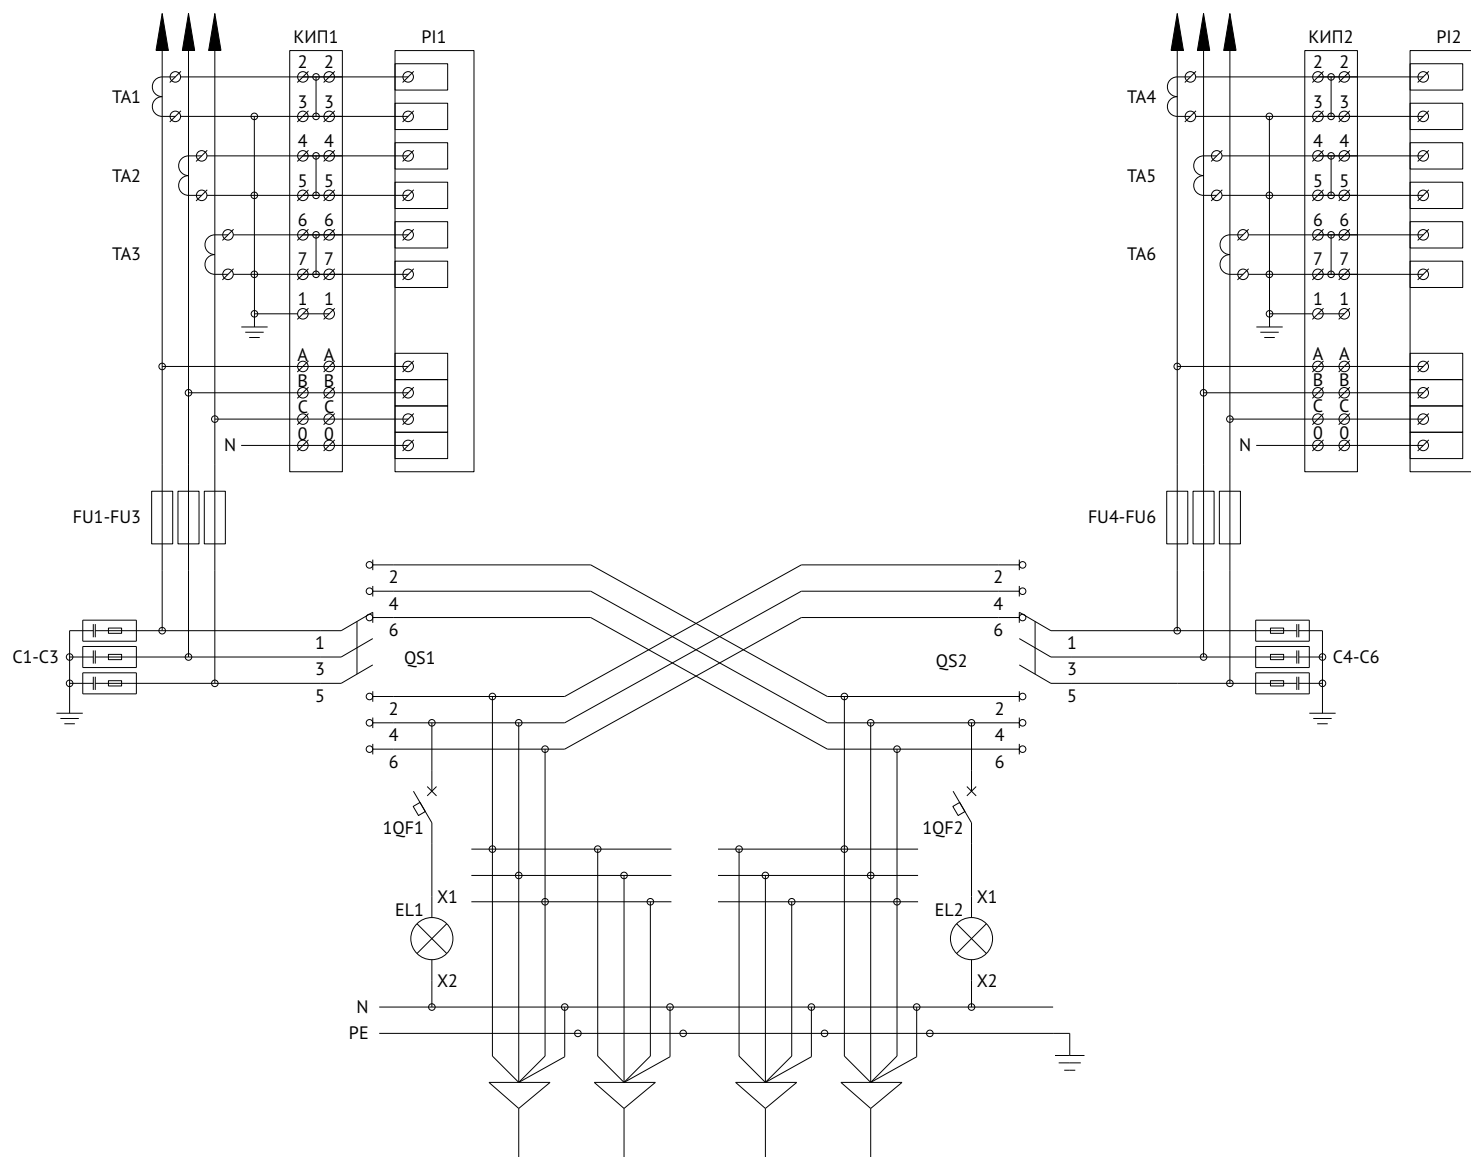 КИП1 PI1 КИП2 PI2
2 2 2 2
TA1 TA4
3 3 3 3
4 4 4 4
TA2 TA5
5 5 5 5
6 6 6 6
TA3 TA6
7 7 7 7
1 1 1 1
A A A A
B B B B
C C C C
N 0 0 N 0 0
FU1-FU3 FU4-FU6
2 2
4 4
6 6
1 1
C1-C3 QS1 QS2 C4-C6
3 3
5 5
2 2
4 4
6 6
1QF1 1QF2
X1 X1
EL1 EL2
X2 X2
N
PE